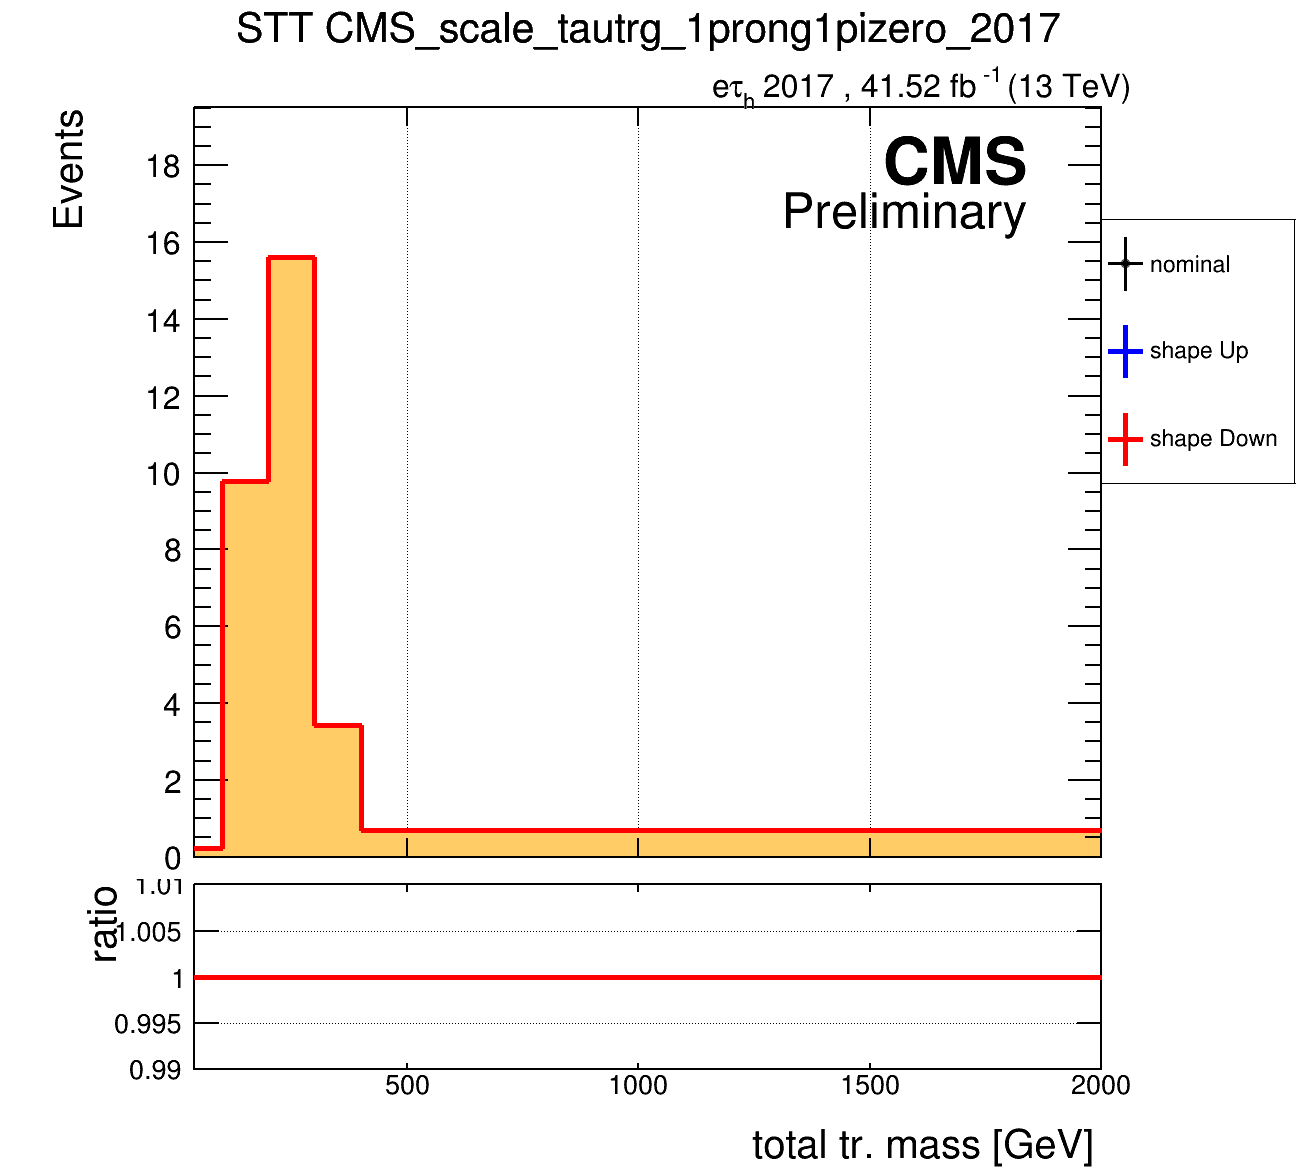 STT CMS_scale_tautrg_1prong1pizero_2017
eτh 2017 , 41.52 fb -1 (13 TeV)
Events
CMS
Preliminary
18
16
14
12
10
8
6
4
2
0
nominal
shape Up
shape Down
ratio
1.01
1.005
1
0.995
0.99
500 1000 1500 2000
total tr. mass [GeV]